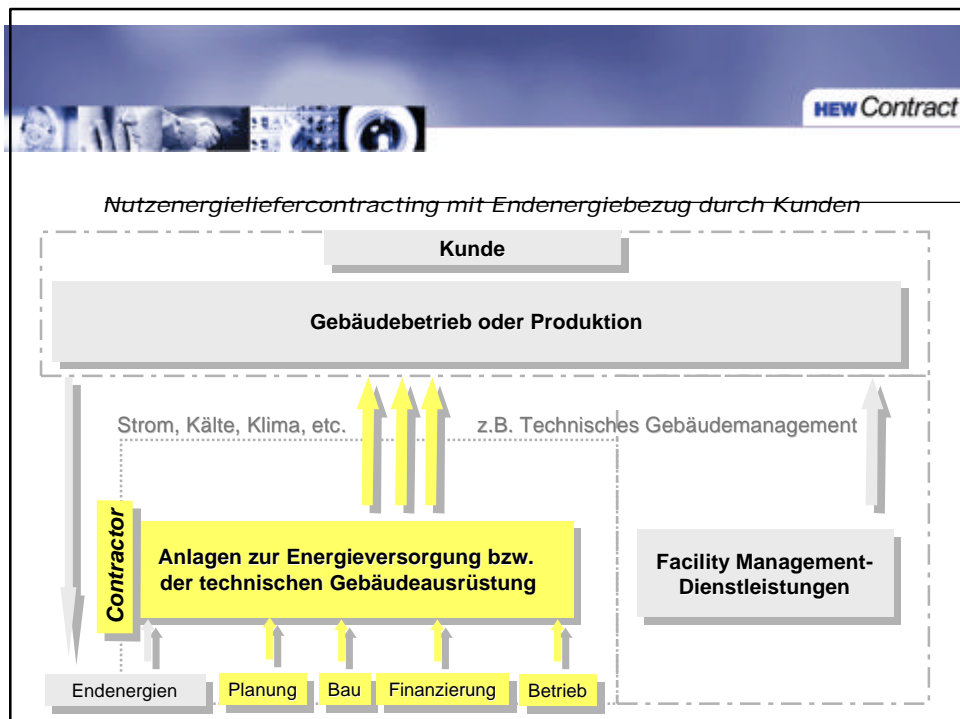 HEW Contract
Nutzenergieliefercontracting mit Endenergiebezug durch Kunden
Kunde
Gebäudebetrieb oder Produktion
Strom, Kälte, Klima, etc.
z.B. Technisches Gebäudemanagement
Contractor
Anlagen zur Energieversorgung bzw.
der technischen Gebäudeausrüstung
Facility Management-
Dienstleistungen
Endenergien
Planung
Bau
Finanzierung
Betrieb